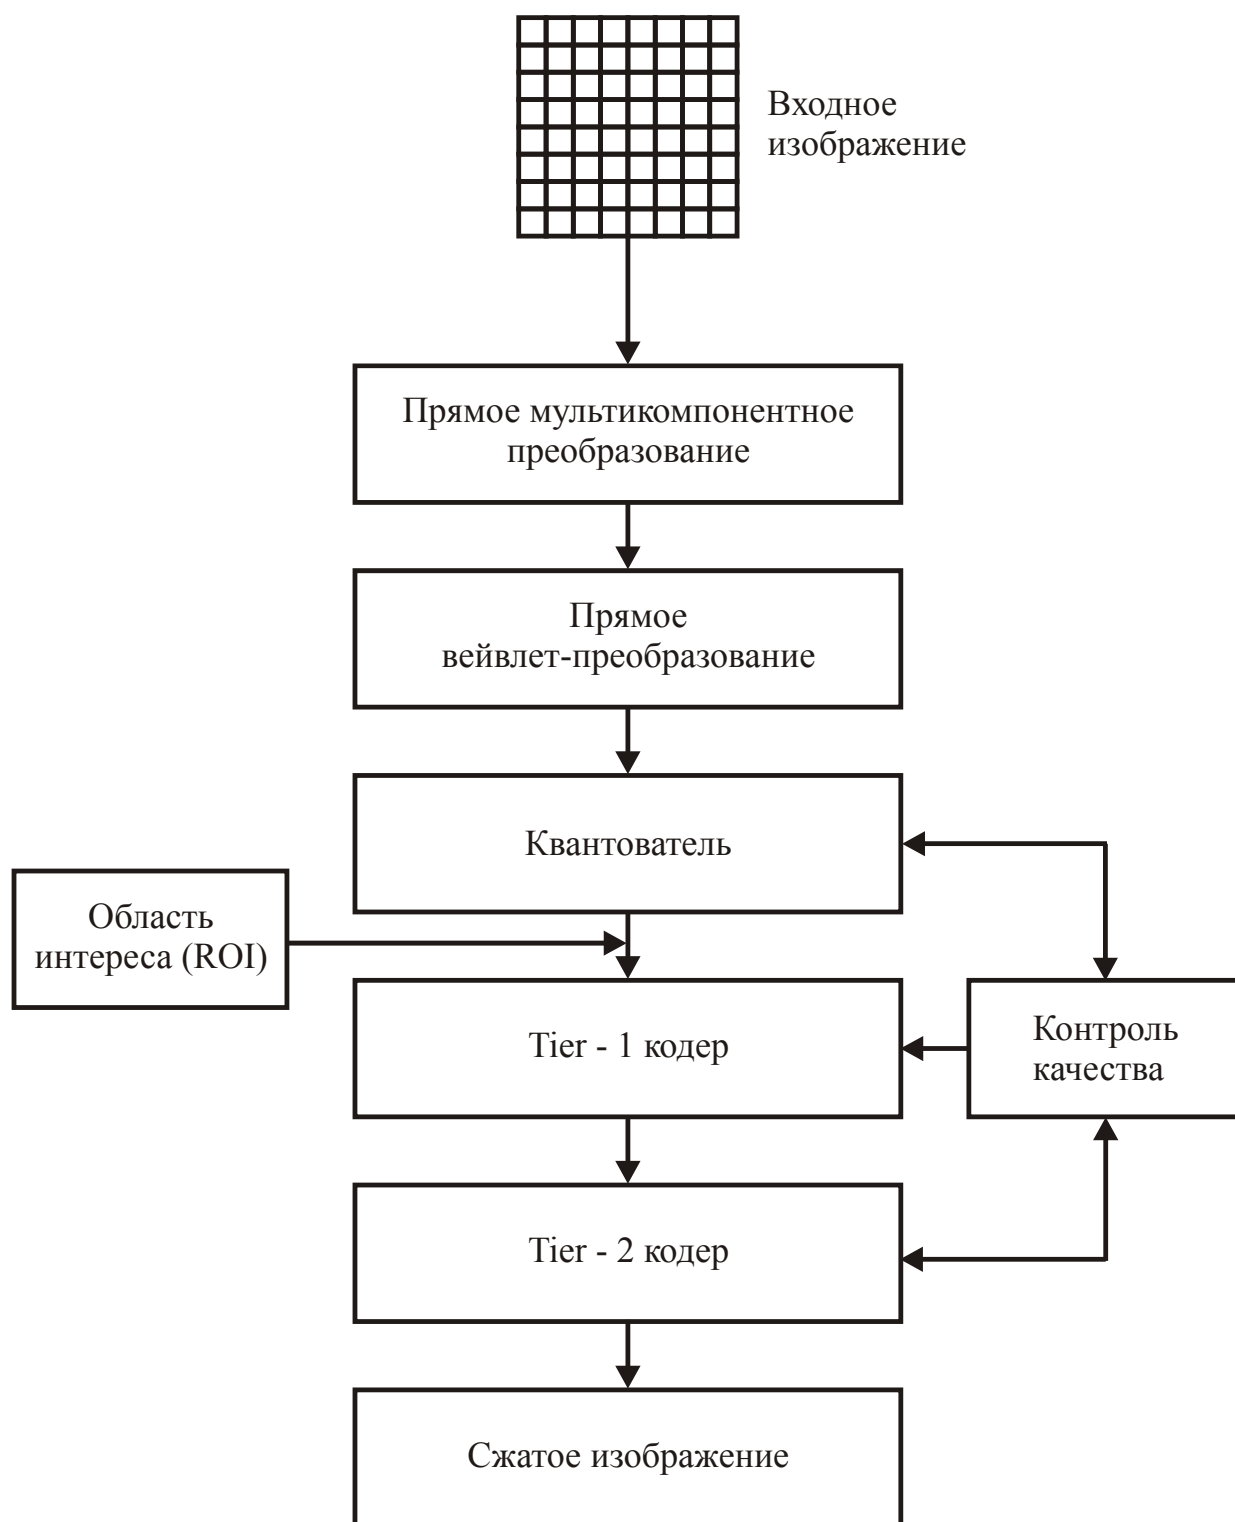 Входное
изображение
Прямое мультикомпонентное
преобразование
Прямое
вейвлет-преобразование
Квантователь
Область
интереса (ROI)
Tier - 1 кодер
Контроль
качества
Tier - 2 кодер
Сжатое изображение